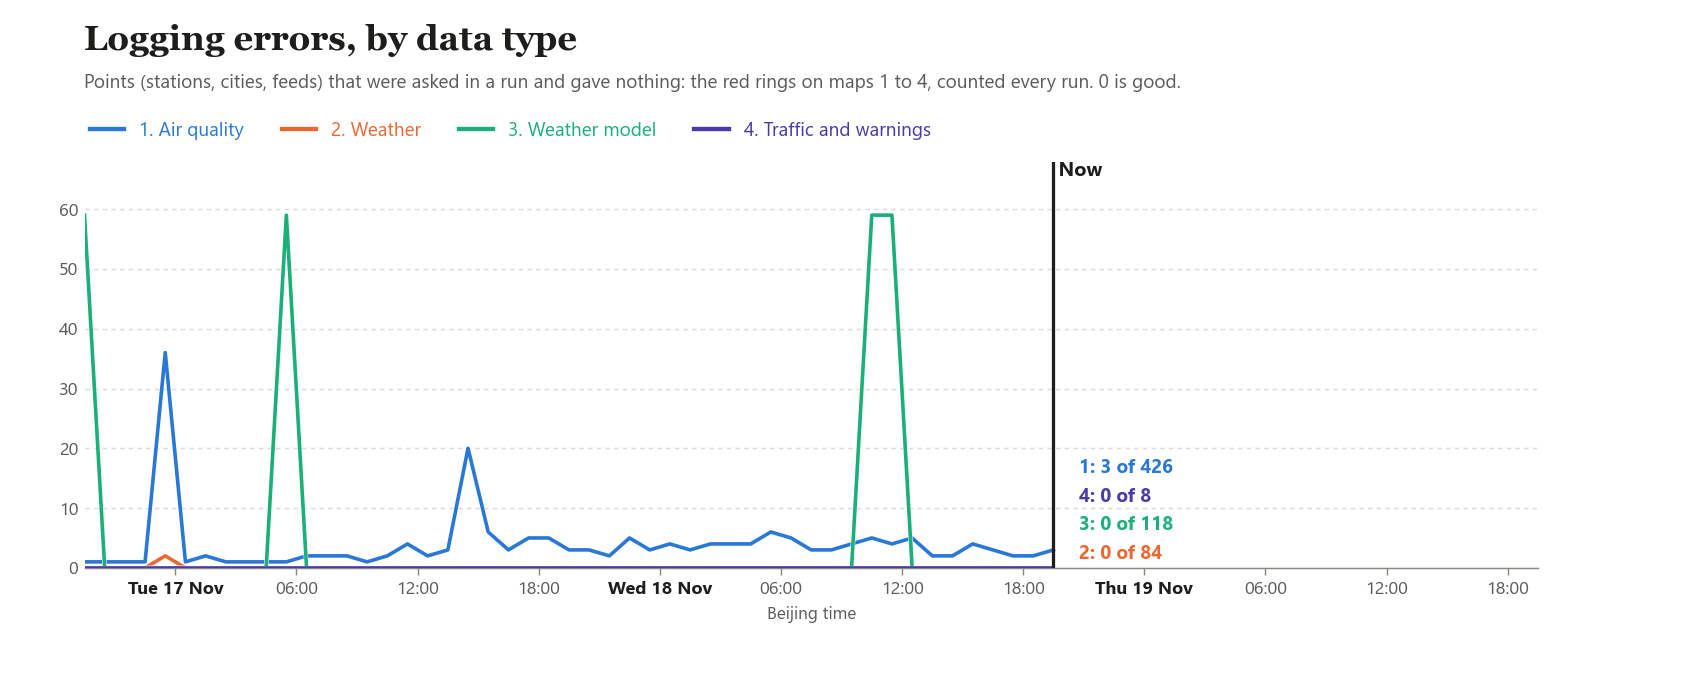 Logging errors, by data type
Points (stations, cities, feeds) that were asked in a run and gave nothing: the red rings on maps 1 to 4, counted every run. 0 is good.
1. Air quality 2. Weather 3. Weather model 4. Traffic and warnings
Now
60
50
40
30
20
10
0
1: 3 of 426
4: 0 of 8
3: 0 of 118
2: 0 of 84
Tue 17 Nov 06:00 12:00 18:00 Wed 18 Nov 06:00 12:00 18:00 Thu 19 Nov 06:00 12:00 18:00
Beijing time